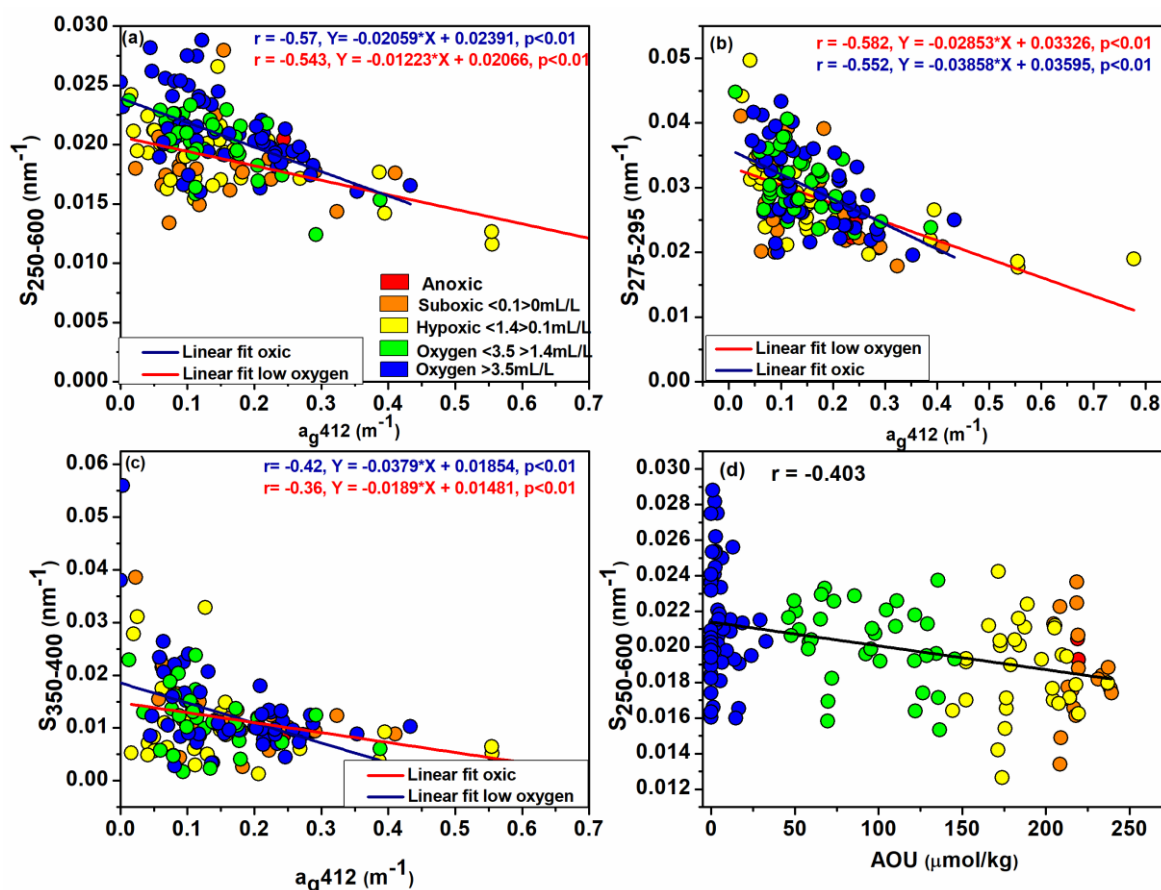 (a)
r = -0.57, Y= -0.02059*X + 0.02391, p<0.01
r = -0.543, Y= -0.01223*X + 0.02066, p<0.01
0.030
0.025
0.020
0.015
0.010
0.005
0.000
S250-600 (nm-1)
Anoxic
Suboxic <0.1>0mL/L
Hypoxic <1.4>0.1mL/L
Oxygen <3.5 >1.4mL/L
Oxygen >3.5mL/L
Linear fit oxic
Linear fit low oxygen
0.0 0.1 0.2 0.3 0.4 0.5 0.6 0.7
ag412 (m-1)
(b)
r = -0.582, Y = -0.02853*X + 0.03326, p<0.01
r = -0.552, Y = -0.03858*X + 0.03595, p<0.01
0.05
0.04
0.03
0.02
0.01
0.00
S275-295 (nm-1)
Linear fit low oxygen
Linear fit oxic
0.0 0.1 0.2 0.3 0.4 0.5 0.6 0.7 0.8
ag412 (m-1)
(c)
r= -0.42, Y = -0.0379*X + 0.01854, p<0.01
r= -0.36, Y = -0.0189*X + 0.01481, p<0.01
0.06
0.05
0.04
0.03
0.02
0.01
0.00
S350-400 (nm-1)
Linear fit oxic
Linear fit low oxygen
0.0 0.1 0.2 0.3 0.4 0.5 0.6 0.7
ag412 (m-1)
(d)
r = -0.403
0.030
0.028
0.026
0.024
0.022
0.020
0.018
0.016
0.014
0.012
S250-600 (nm-1)
0 50 100 150 200 250
AOU (μmol/kg)